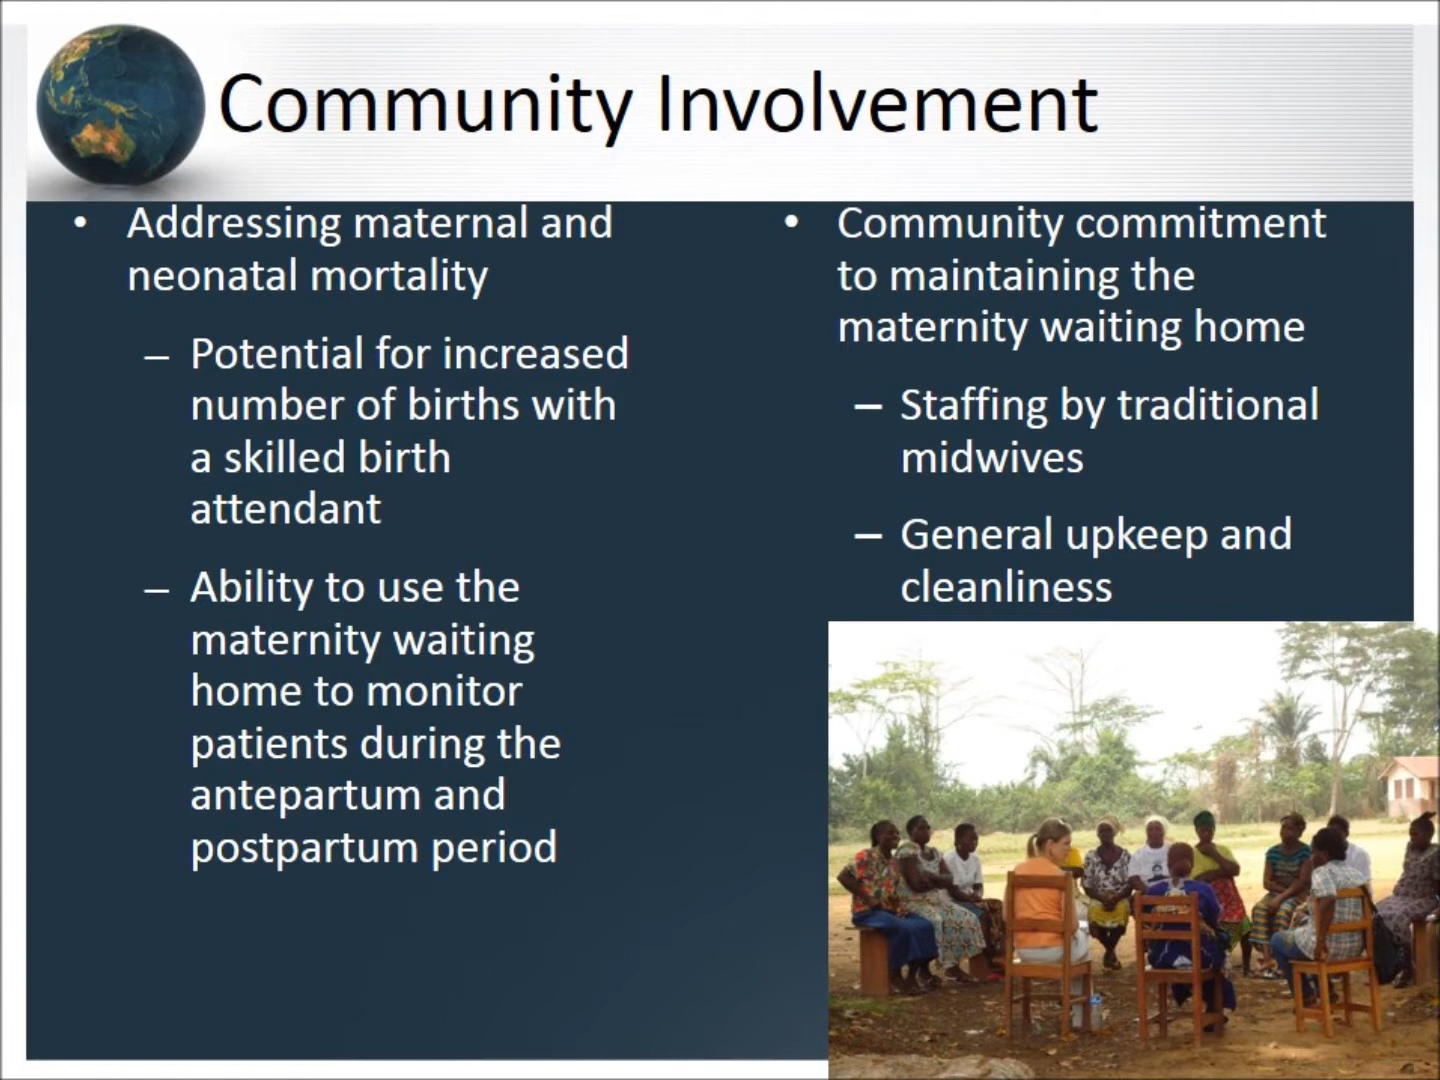 Community Involvement
• Addressing maternal and
neonatal mortality
– Potential for increased
number of births with
a skilled birth
attendant
– Ability to use the
maternity waiting
home to monitor
patients during the
antepartum and
postpartum period
• Community commitment
to maintaining the
maternity waiting home
– Staffing by traditional
midwives
– General upkeep and
cleanliness